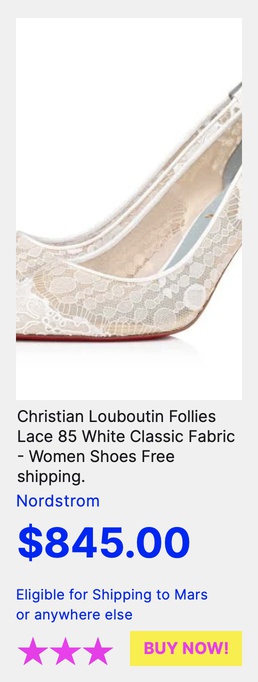 Christian Louboutin Follies
Lace 85 White Classic Fabric
- Women Shoes Free
shipping.
Nordstrom
$845.00
Eligible for Shipping to Mars
or anywhere else
BUY NOW!